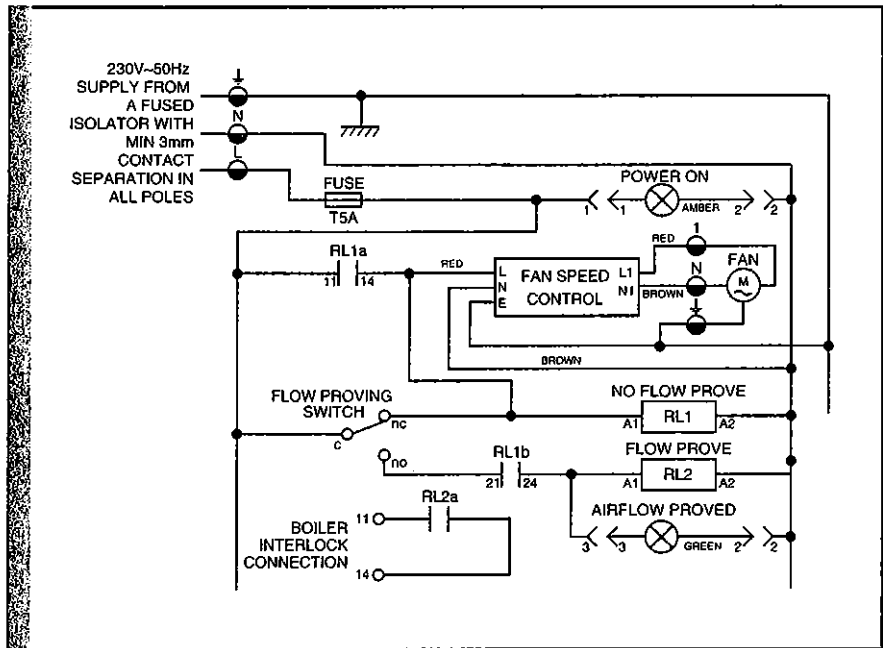 230V~50Hz
SUPPLY FROM
A FUSED
ISOLATOR WITH
MIN 3mm
CONTACT
SEPARATION IN
ALL POLES
N
L
FUSE
T5A
POWER ON
1 1 AMBER 2 2
RL1a
11 14
RED
L
N
E
FAN SPEED
CONTROL
L1
N1
RED
BROWN
1
N
FAN
M
BROWN
FLOW PROVING
SWITCH
nc
c
no
NO FLOW PROVE
A1 RL1 A2
RL1b
21 24
FLOW PROVE
A1 RL2 A2
RL2a
11
14
BOILER
INTERLOCK
CONNECTION
AIRFLOW PROVED
3 3 GREEN 2 2